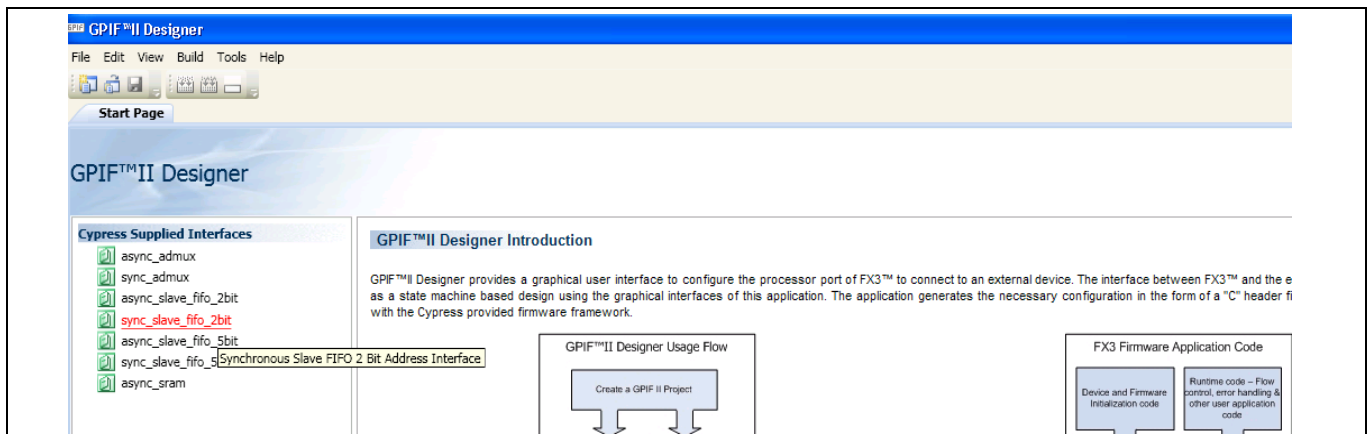 GPIF™II Designer
File Edit View Build Tools Help
Start Page
GPIF™II Designer
Cypress Supplied Interfaces
async_admux
sync_admux
async_slave_fifo_2bit
sync_slave_fifo_2bit
async_slave_fifo_5bit
sync_slave_fifo_5
Synchronous Slave FIFO 2 Bit Address Interface
async_sram
GPIF™II Designer Introduction
GPIF™II Designer provides a graphical user interface to configure the processor port of FX3™ to connect to an external device. The interface between FX3™ and the e
as a state machine based design using the graphical interfaces of this application. The application generates the necessary configuration in the form of a "C" header fi
with the Cypress provided firmware framework.
GPIF™II Designer Usage Flow
Create a GPIF II Project
FX3 Firmware Application Code
Device and Firmware
Initialization code
Runtime code – Flow
control, error handling &
other user application
code